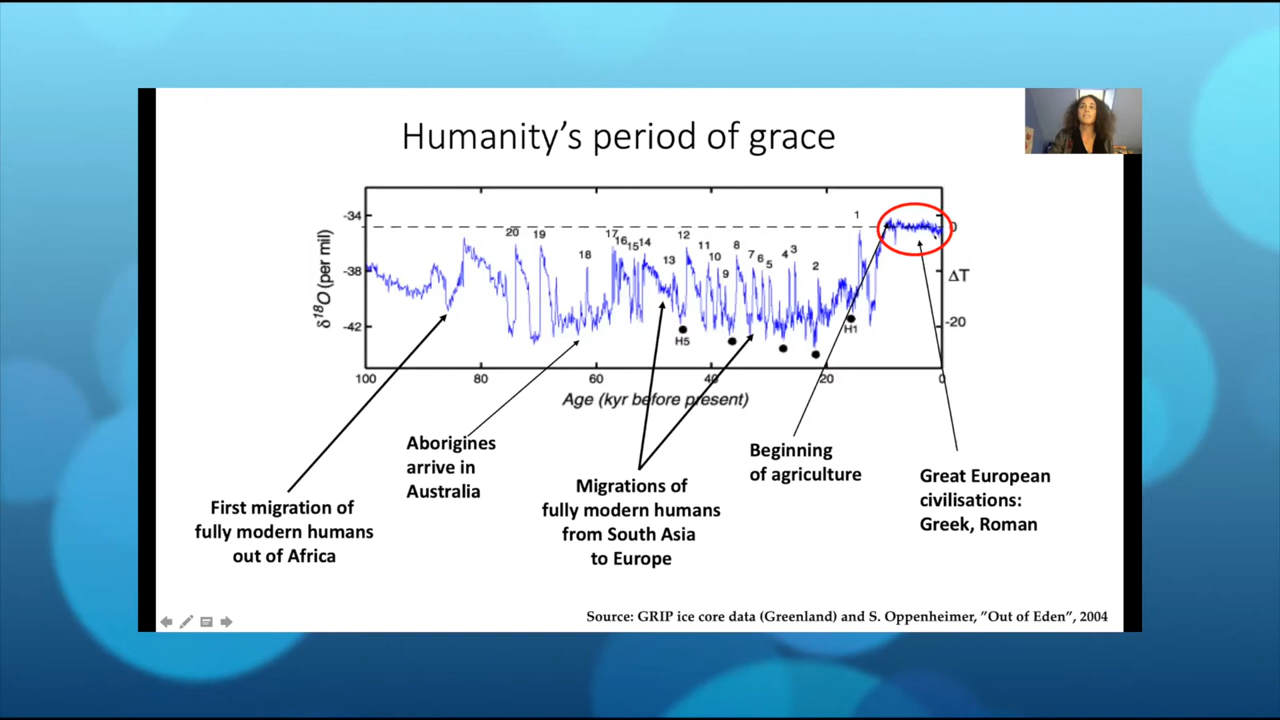 Humanity's period of grace
-34
-38
-42
δ¹⁸O (per mil)
20
19
18
17
16
15
14
13
12
11
10
9
8
7
6
5
4
3
2
1
H5
H1
0
ΔT
-20
100
80
60
40
20
0
Age (kyr before present)
First migration of
fully modern humans
out of Africa
Aborigines
arrive in
Australia
Migrations of
fully modern humans
from South Asia
to Europe
Beginning
of agriculture
Great European
civilisations:
Greek, Roman
Source: GRIP ice core data (Greenland) and S. Oppenheimer, ”Out of Eden”, 2004